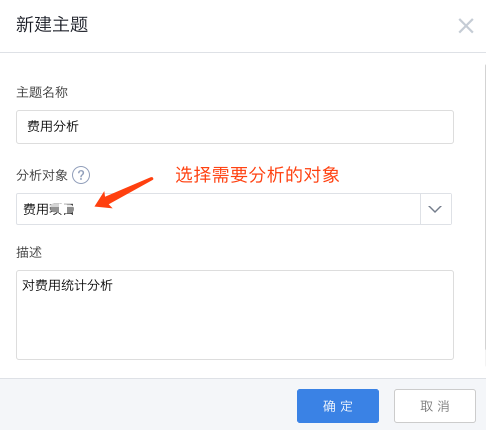 新建主题
主题名称
费用分析
分析对象 ?
选择需要分析的对象
费用
描述
对费用统计分析
确 定
取 消